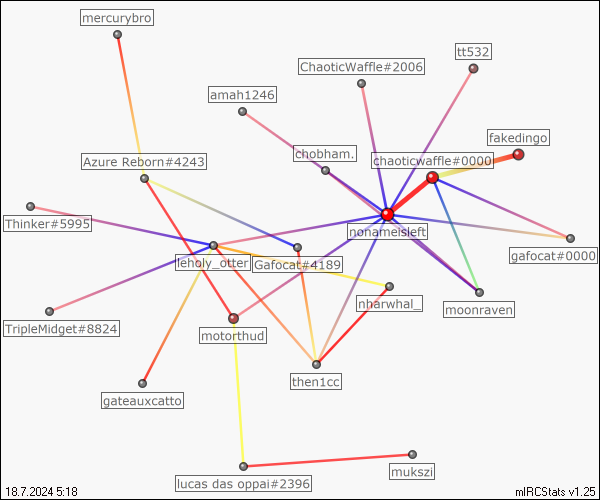 mercurybro
tt532
ChaoticWaffle#2006
amah1246
fakedingo
chobham.
chaoticwaffle#0000
Azure Reborn#4243
Thinker#5995
nonameisleft
gafocat#0000
leholy_otter
Gafocat#4189
nharwhal_
moonraven
TripleMidget#8824
motorthud
then1cc
gateauxcatto
mukszi
lucas das oppai#2396
18.7.2024 5:18
mIRCStats v1.25